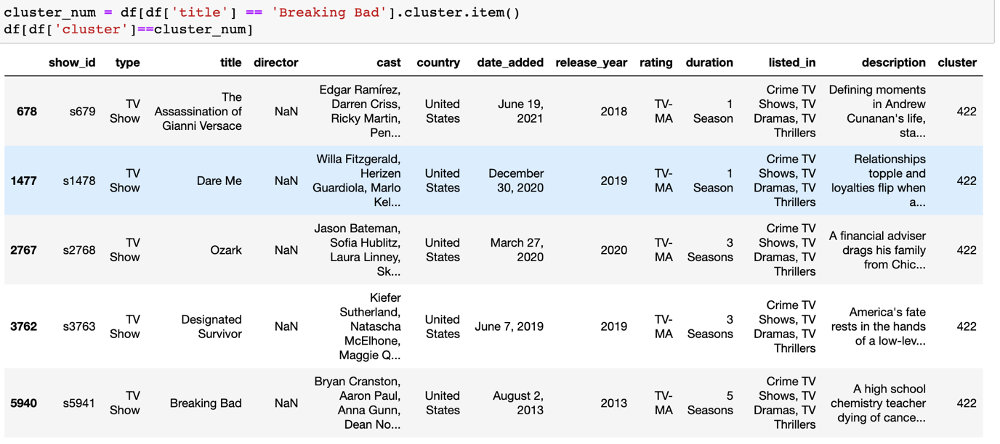 cluster_num = df[df['title'] == 'Breaking Bad'].cluster.item()
df[df['cluster']==cluster_num]
show_id type title director cast country date_added release_year rating duration listed_in description cluster
678 s679 TV Show The Assassination of Gianni Versace NaN Edgar Ramírez, Darren Criss, Ricky Martin, Pen... United States June 19, 2021 2018 TV-MA 1 Season Crime TV Shows, TV Dramas, TV Thrillers Defining moments in Andrew Cunanan's life, sta... 422
1477 s1478 TV Show Dare Me NaN Willa Fitzgerald, Herizen Guardiola, Marlo Kel... United States December 30, 2020 2019 TV-MA 1 Season Crime TV Shows, TV Dramas, TV Thrillers Relationships topple and loyalties flip when a... 422
2767 s2768 TV Show Ozark NaN Jason Bateman, Sofia Hublitz, Laura Linney, Sk... United States March 27, 2020 2020 TV-MA 3 Seasons Crime TV Shows, TV Dramas, TV Thrillers A financial adviser drags his family from Chic... 422
3762 s3763 TV Show Designated Survivor NaN Kiefer Sutherland, Natascha McElhone, Maggie Q... United States June 7, 2019 2019 TV-MA 3 Seasons Crime TV Shows, TV Dramas, TV Thrillers America's fate rests in the hands of a low-lev... 422
5940 s5941 TV Show Breaking Bad NaN Bryan Cranston, Aaron Paul, Anna Gunn, Dean No... United States August 2, 2013 2013 TV-MA 5 Seasons Crime TV Shows, TV Dramas, TV Thrillers A high school chemistry teacher dying of cance... 422